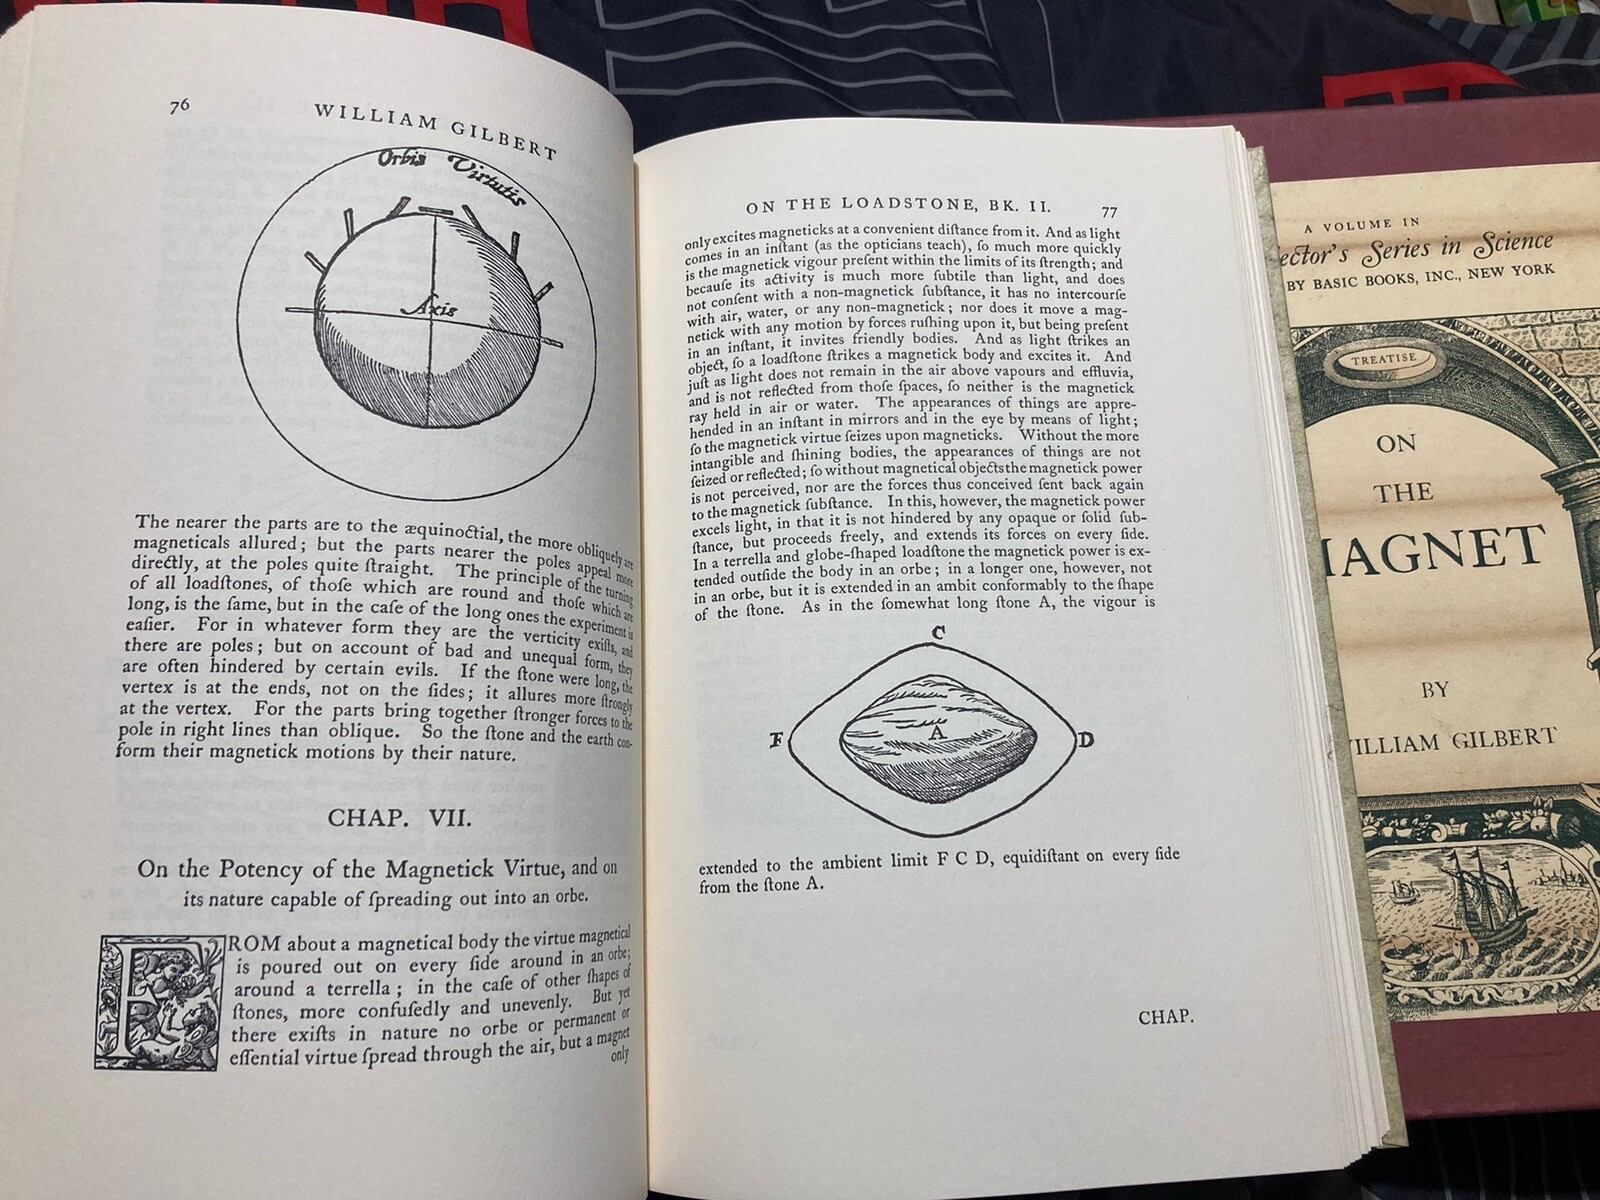 76
WILLIAM GILBERT
Orbis Virtutis
Axis
The nearer the parts are to the æquinoctial, the more obliquely are
magneticals allured; but the parts nearer the poles appeal more
directly, at the poles quite ſtraight. The principle of the turning
of all loadſtones, of thoſe which are round and thoſe which are
long, is the ſame, but in the caſe of the long ones the experiment is
eaſier. For in whatever form they are the verticity exiſts, and
there are poles; but on account of bad and unequal form, they
are often hindered by certain evils. If the ſtone were long, the
vertex is at the ends, not on the ſides; it allures more ſtrongly
at the vertex. For the parts bring together ſtronger forces to the
pole in right lines than oblique. So the ſtone and the earth con-
form their magnetick motions by their nature.
CHAP. VII.
On the Potency of the Magnetick Virtue, and on
its nature capable of ſpreading out into an orbe.
FROM about a magnetical body the virtue magnetical
is poured out on every ſide around in an orbe;
around a terrella; in the caſe of other ſhapes of
ſtones, more confuſedly and unevenly. But yet
there exiſts in nature no orbe or permanent or
eſſential virtue ſpread through the air, but a magnet
only
ON THE LOADSTONE, BK. II.
77
only excites magneticks at a convenient diſtance from it. And as light
comes in an inſtant (as the opticians teach), ſo much more quickly
is the magnetick vigour preſent within the limits of its ſtrength; and
becauſe its activity is much more ſubtile than light, and does
not conſent with a non-magnetick ſubſtance, it has no intercourſe
with air, water, or any non-magnetick; nor does it move a mag-
netick with any motion by forces ruſhing upon it, but being preſent
in an inſtant, it invites friendly bodies. And as light ſtrikes an
object, ſo a loadſtone ſtrikes a magnetick body and excites it. And
juſt as light does not remain in the air above vapours and effluvia,
and is not reflected from thoſe ſpaces, ſo neither is the magnetick
ray held in air or water. The appearances of things are appre-
hended in an inſtant in mirrors and in the eye by means of light;
ſo the magnetick virtue ſeizes upon magneticks. Without the more
intangible and ſhining bodies, the appearances of things are not
ſeized or reflected; ſo without magnetical objects the magnetick power
is not perceived, nor are the forces thus conceived ſent back again
to the magnetick ſubſtance. In this, however, the magnetick power
excels light, in that it is not hindered by any opaque or ſolid ſub-
ſtance, but proceeds freely, and extends its forces on every ſide.
In a terrella and globe-ſhaped loadſtone the magnetick power is ex-
tended outſide the body in an orbe; in a longer one, however, not
in an orbe, but it is extended in an ambit conformably to the ſhape
of the ſtone. As in the ſomewhat long ſtone A, the vigour is
C
F A D
extended to the ambient limit F C D, equidiſtant on every ſide
from the ſtone A.
CHAP.
A VOLUME IN
Series in Science
BY BASIC BOOKS, INC., NEW YORK
TREATISE
ON
THE
MAGNET
BY
WILLIAM GILBERT